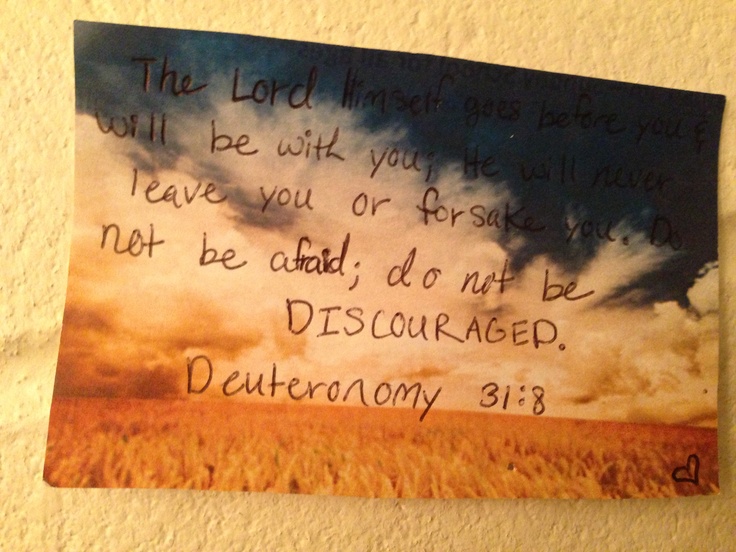 The Lord Himself goes before you &
will be with you; He will never
leave you or forsake you. Do
not be afraid; do not be
DISCOURAGED.
Deuteronomy 31:8